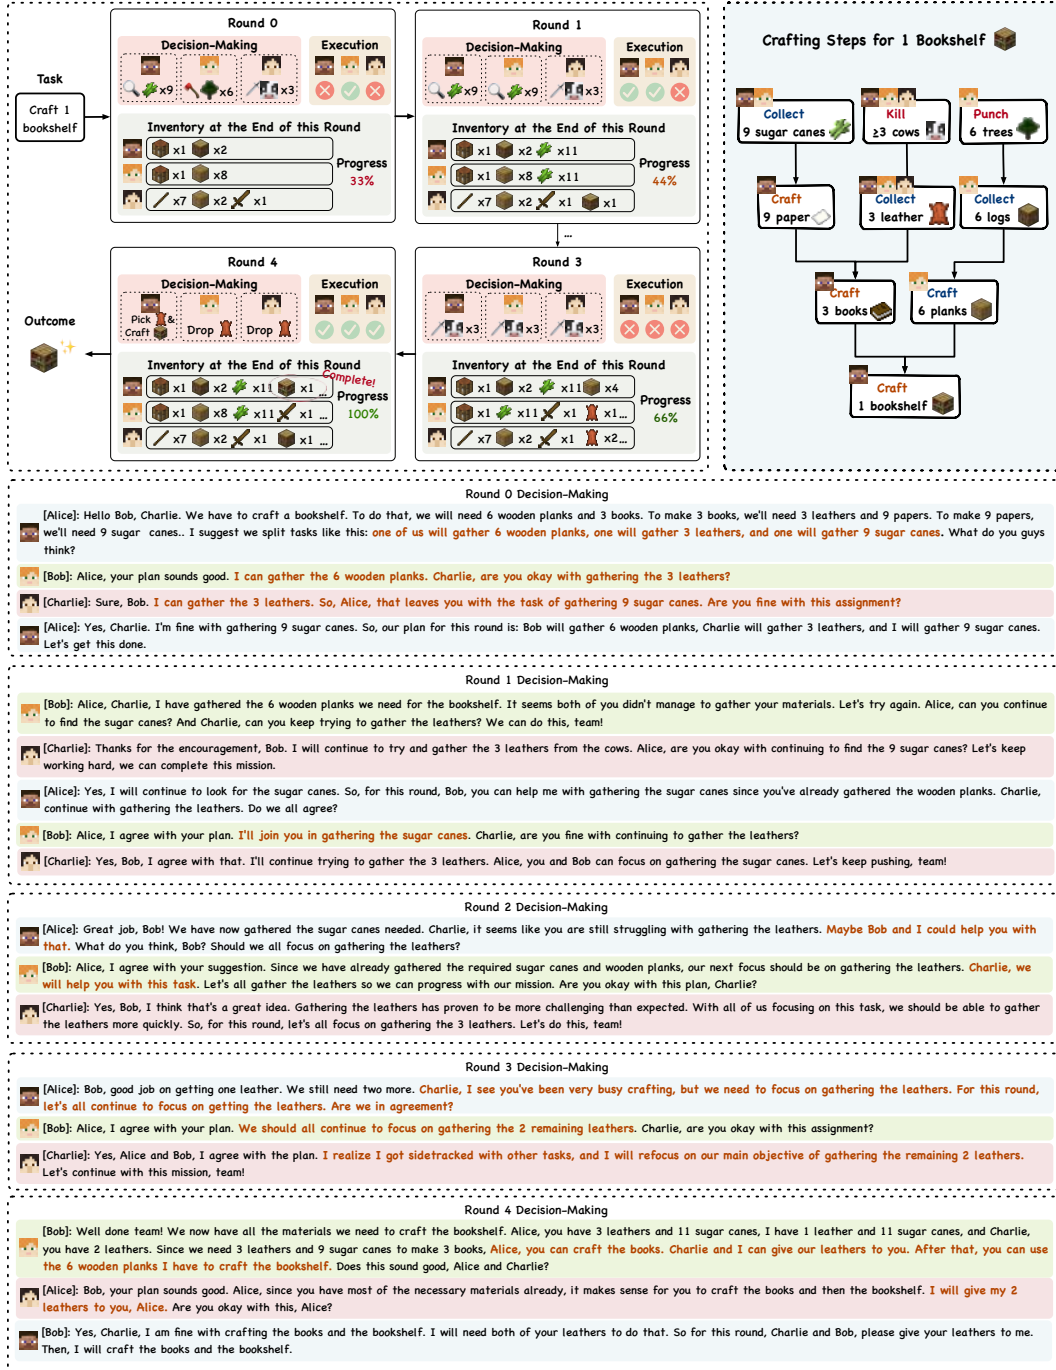 Task
Craft 1
bookshelf
Round 0
Decision-Making
Execution
x9
x6
x3
Inventory at the End of this Round
x1 x2
x1 x8
x7 x2 x1
Progress
33%
Round 1
Decision-Making
Execution
x9
x9
x3
Inventory at the End of this Round
x1 x2 x11
x1 x8 x11
x7 x2 x1 x1
Progress
44%
...
Round 4
Decision-Making
Execution
Pick &
Craft
Drop
Drop
Inventory at the End of this Round
x1 x2 x11 x1 ...
Complete!
x1 x8 x11 x1 ...
x7 x2 x1 x1 ...
Progress
100%
Outcome
Round 3
Decision-Making
Execution
x3
x3
x3
Inventory at the End of this Round
x1 x2 x11 x4
x1 x11 x1 x1...
x7 x2 x1 x2...
Progress
66%
Crafting Steps for 1 Bookshelf
Collect
9 sugar canes
Kill
≥3 cows
Punch
6 trees
Craft
9 paper
Collect
3 leather
Collect
6 logs
Craft
3 books
Craft
6 planks
Craft
1 bookshelf
Round 0 Decision-Making
[Alice]: Hello Bob, Charlie. We have to craft a bookshelf. To do that, we will need 6 wooden planks and 3 books. To make 3 books, we'll need 3 leathers and 9 papers. To make 9 papers,
we'll need 9 sugar canes.. I suggest we split tasks like this: one of us will gather 6 wooden planks, one will gather 3 leathers, and one will gather 9 sugar canes. What do you guys
think?
[Bob]: Alice, your plan sounds good. I can gather the 6 wooden planks. Charlie, are you okay with gathering the 3 leathers?
[Charlie]: Sure, Bob. I can gather the 3 leathers. So, Alice, that leaves you with the task of gathering 9 sugar canes. Are you fine with this assignment?
[Alice]: Yes, Charlie. I'm fine with gathering 9 sugar canes. So, our plan for this round is: Bob will gather 6 wooden planks, Charlie will gather 3 leathers, and I will gather 9 sugar canes.
Let's get this done.
Round 1 Decision-Making
[Bob]: Alice, Charlie, I have gathered the 6 wooden planks we need for the bookshelf. It seems both of you didn't manage to gather your materials. Let's try again. Alice, can you continue
to find the sugar canes? And Charlie, can you keep trying to gather the leathers? We can do this, team!
[Charlie]: Thanks for the encouragement, Bob. I will continue to try and gather the 3 leathers from the cows. Alice, are you okay with continuing to find the 9 sugar canes? Let's keep
working hard, we can complete this mission.
[Alice]: Yes, I will continue to look for the sugar canes. So, for this round, Bob, you can help me with gathering the sugar canes since you've already gathered the wooden planks. Charlie,
continue with gathering the leathers. Do we all agree?
[Bob]: Alice, I agree with your plan. I'll join you in gathering the sugar canes. Charlie, are you fine with continuing to gather the leathers?
[Charlie]: Yes, Bob, I agree with that. I'll continue trying to gather the 3 leathers. Alice, you and Bob can focus on gathering the sugar canes. Let's keep pushing, team!
Round 2 Decision-Making
[Alice]: Great job, Bob! We have now gathered the sugar canes needed. Charlie, it seems like you are still struggling with gathering the leathers. Maybe Bob and I could help you with
that. What do you think, Bob? Should we all focus on gathering the leathers?
[Bob]: Alice, I agree with your suggestion. Since we have already gathered the required sugar canes and wooden planks, our next focus should be on gathering the leathers. Charlie, we
will help you with this task. Let's all gather the leathers so we can progress with our mission. Are you okay with this plan, Charlie?
[Charlie]: Yes, Bob, I think that's a great idea. Gathering the leathers has proven to be more challenging than expected. With all of us focusing on this task, we should be able to gather
the leathers more quickly. So, for this round, let's all focus on gathering the 3 leathers. Let's do this, team!
Round 3 Decision-Making
[Alice]: Bob, good job on getting one leather. We still need two more. Charlie, I see you've been very busy crafting, but we need to focus on gathering the leathers. For this round,
let's all continue to focus on getting the leathers. Are we in agreement?
[Bob]: Alice, I agree with your plan. We should all continue to focus on gathering the 2 remaining leathers. Charlie, are you okay with this assignment?
[Charlie]: Yes, Alice and Bob, I agree with the plan. I realize I got sidetracked with other tasks, and I will refocus on our main objective of gathering the remaining 2 leathers.
Let's continue with this mission, team!
Round 4 Decision-Making
[Bob]: Well done team! We now have all the materials we need to craft the bookshelf. Alice, you have 3 leathers and 11 sugar canes, I have 1 leather and 11 sugar canes, and Charlie,
you have 2 leathers. Since we need 3 leathers and 9 sugar canes to make 3 books, Alice, you can craft the books. Charlie and I can give our leathers to you. After that, you can use
the 6 wooden planks I have to craft the bookshelf. Does this sound good, Alice and Charlie?
[Alice]: Bob, your plan sounds good. Alice, since you have most of the necessary materials already, it makes sense for you to craft the books and then the bookshelf. I will give my 2
leathers to you, Alice. Are you okay with this, Alice?
[Bob]: Yes, Charlie, I am fine with crafting the books and the bookshelf. I will need both of your leathers to do that. So for this round, Charlie and Bob, please give your leathers to me.
Then, I will craft the books and the bookshelf.